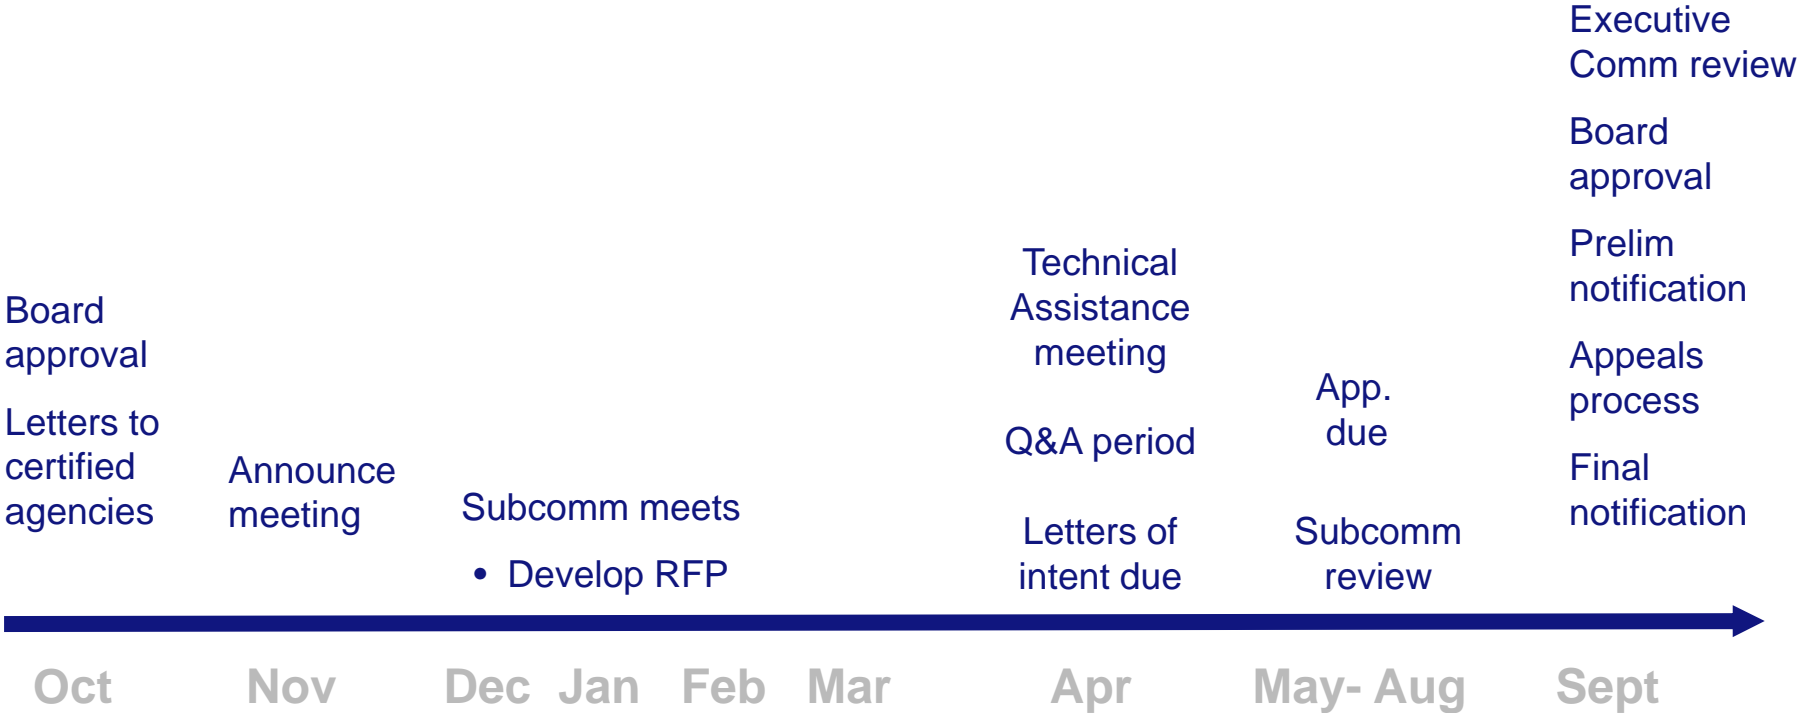 Board
approval
Letters to
certified
agencies
Announce
meeting
Subcomm meets
• Develop RFP
Technical
Assistance
meeting
Q&A period
Letters of
intent due
App.
due
Subcomm
review
Executive
Comm review
Board
approval
Prelim
notification
Appeals
process
Final
notification
Oct Nov Dec Jan Feb Mar Apr May- Aug Sept